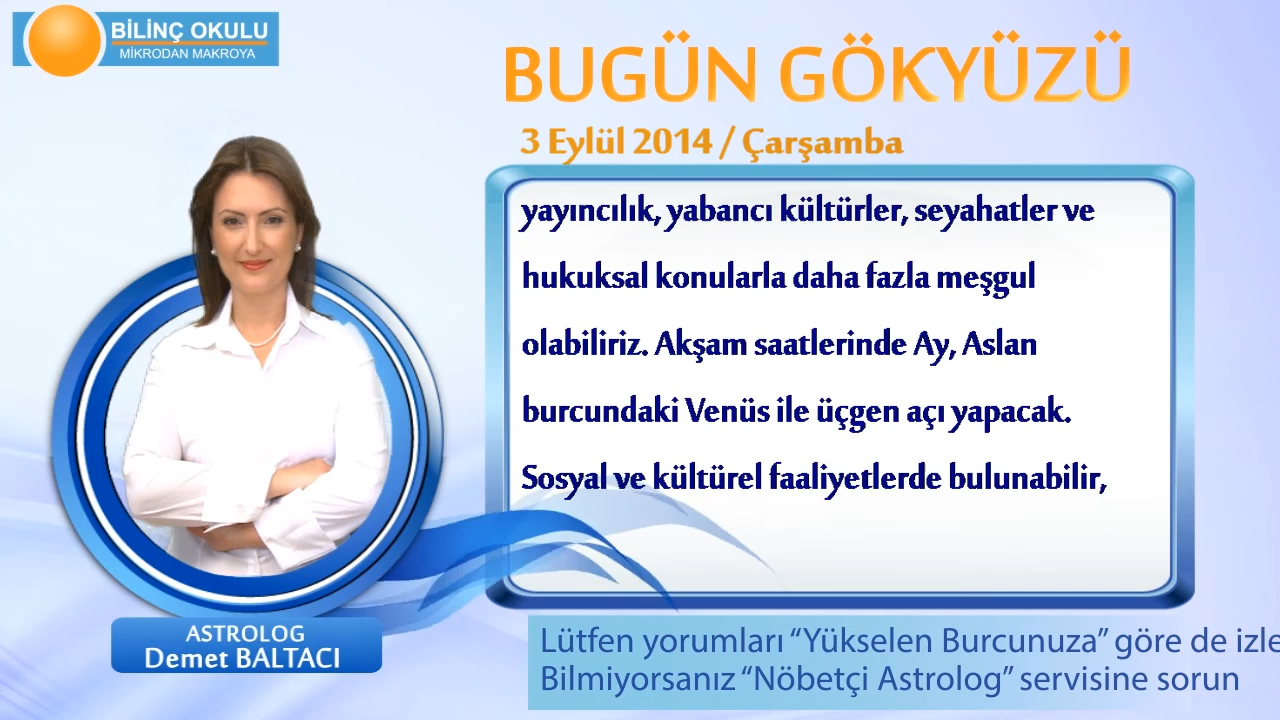 BİLİNÇ OKULU
MİKRODAN MAKROYA
BUGÜN GÖKYÜZÜ
3 Eylül 2014 / Çarşamba
yayıncılık, yabancı kültürler, seyahatler ve
hukuksal konularla daha fazla meşgul
olabiliriz. Akşam saatlerinde Ay, Aslan
burcundaki Venüs ile üçgen açı yapacak.
Sosyal ve kültürel faaliyetlerde bulunabilir,
ASTROLOG
Demet BALTACI
Lütfen yorumları “Yükselen Burcunuza” göre de izle
Bilmiyorsanız “Nöbetçi Astrolog” servisine sorun